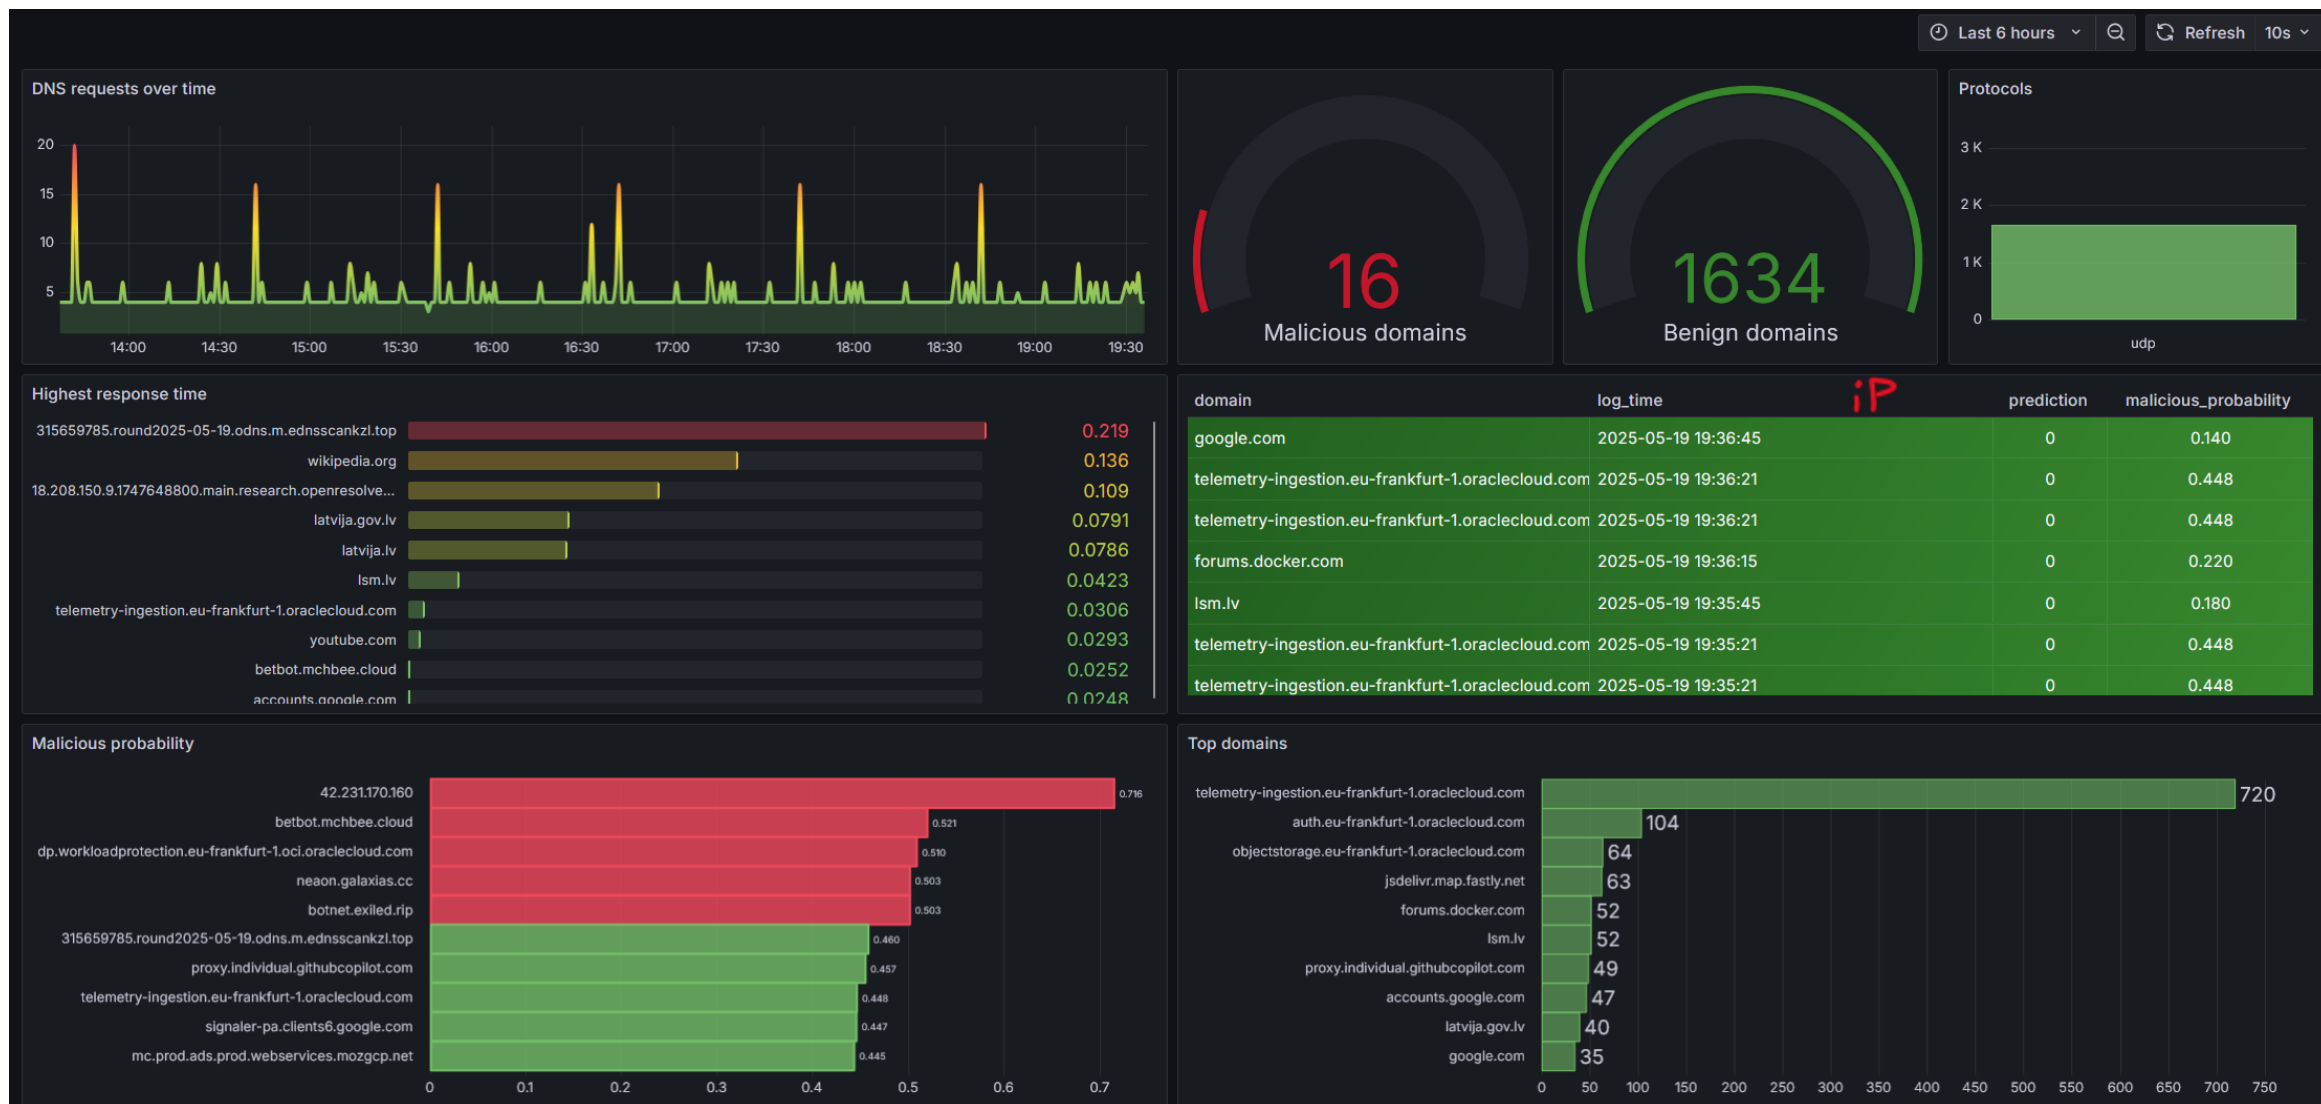 Last 6 hours
Refresh 10s
DNS requests over time
20
15
10
5
14:00 14:30 15:00 15:30 16:00 16:30 17:00 17:30 18:00 18:30 19:00 19:30
16
Malicious domains
1634
Benign domains
Protocols
3 K
2 K
1 K
0
udp
Highest response time
315659785.round2025-05-19.odns.m.ednsscankzl.top 0.219
wikipedia.org 0.136
18.208.150.9.1747648800.main.research.openresolve... 0.109
latvija.gov.lv 0.0791
latvija.lv 0.0786
lsm.lv 0.0423
telemetry-ingestion.eu-frankfurt-1.oraclecloud.com 0.0306
youtube.com 0.0293
betbot.mchbee.cloud 0.0252
accounts.google.com 0.0248
domain log_time iP prediction malicious_probability
google.com 2025-05-19 19:36:45 0 0.140
telemetry-ingestion.eu-frankfurt-1.oraclecloud.com 2025-05-19 19:36:21 0 0.448
telemetry-ingestion.eu-frankfurt-1.oraclecloud.com 2025-05-19 19:36:21 0 0.448
forums.docker.com 2025-05-19 19:36:15 0 0.220
lsm.lv 2025-05-19 19:35:45 0 0.180
telemetry-ingestion.eu-frankfurt-1.oraclecloud.com 2025-05-19 19:35:21 0 0.448
telemetry-ingestion.eu-frankfurt-1.oraclecloud.com 2025-05-19 19:35:21 0 0.448
Malicious probability
42.231.170.160 0.716
betbot.mchbee.cloud 0.521
dp.workloadprotection.eu-frankfurt-1.oci.oraclecloud.com 0.510
neaon.galaxias.cc 0.503
botnet.exiled.rip 0.503
315659785.round2025-05-19.odns.m.ednsscankzl.top 0.460
proxy.individual.githubcopilot.com 0.457
telemetry-ingestion.eu-frankfurt-1.oraclecloud.com 0.448
signaler-pa.clients6.google.com 0.447
mc.prod.ads.prod.webservices.mozgcp.net 0.445
0 0.1 0.2 0.3 0.4 0.5 0.6 0.7
Top domains
telemetry-ingestion.eu-frankfurt-1.oraclecloud.com 720
auth.eu-frankfurt-1.oraclecloud.com 104
objectstorage.eu-frankfurt-1.oraclecloud.com 64
jsdelivr.map.fastly.net 63
forums.docker.com 52
lsm.lv 52
proxy.individual.githubcopilot.com 49
accounts.google.com 47
latvija.gov.lv 40
google.com 35
0 50 100 150 200 250 300 350 400 450 500 550 600 650 700 750